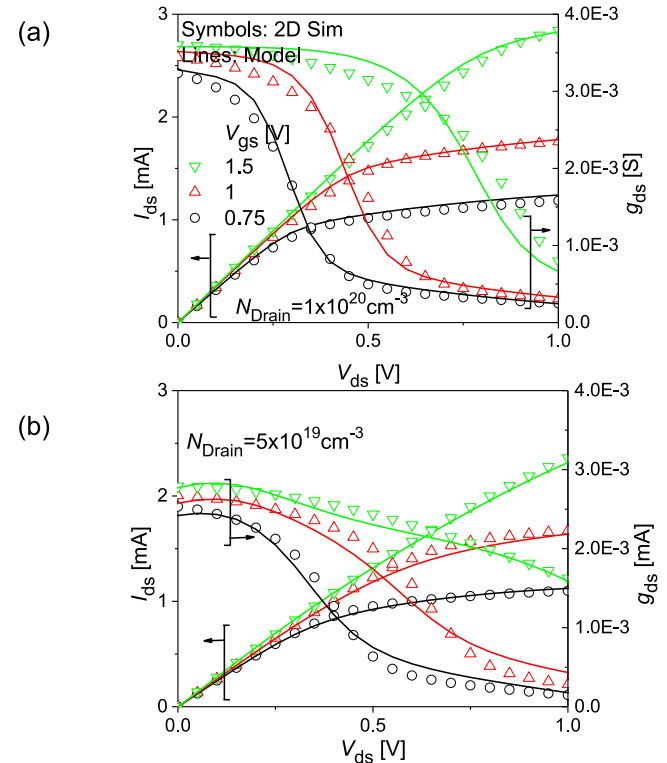 (a)
Symbols: 2D Sim
Lines: Model
V_gs [V]
1.5
1
0.75
N_Drain=1x10^20cm^-3
I_ds [mA]
3
2
1
0
g_ds [S]
4.0E-3
3.0E-3
2.0E-3
1.0E-3
0.0
0.0
0.5
1.0
V_ds [V]
(b)
N_Drain=5x10^19cm^-3
I_ds [mA]
3
2
1
0
g_ds [mA]
4.0E-3
3.0E-3
2.0E-3
1.0E-3
0.0
0.0
0.5
1.0
V_ds [V]